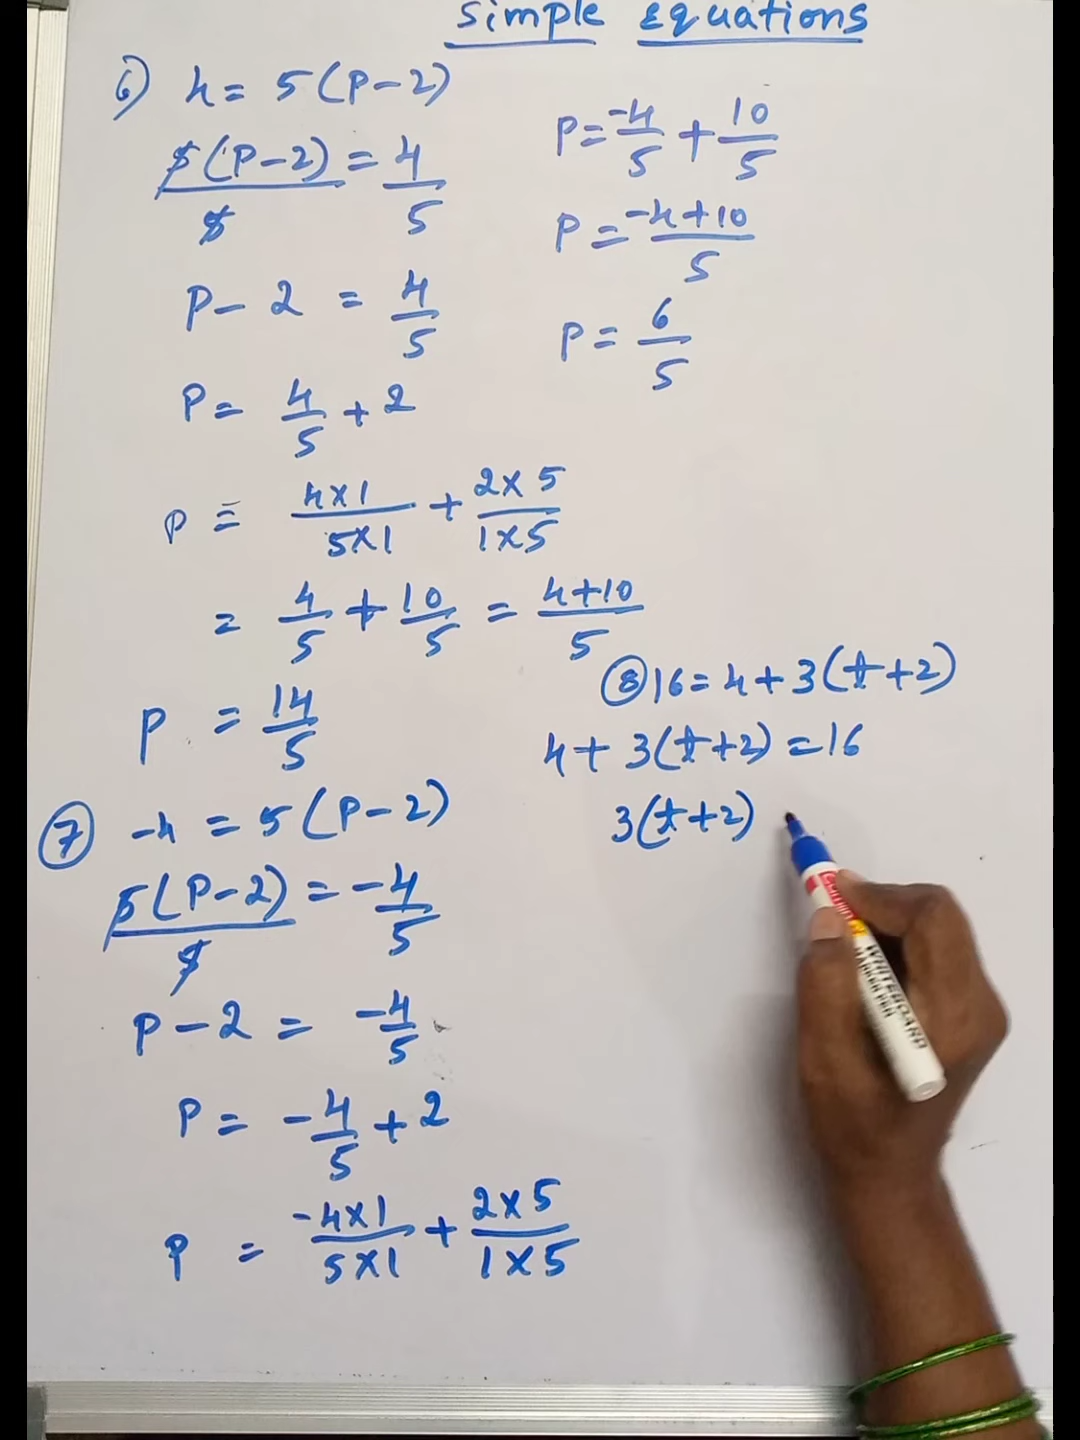 Simple Equations
6) 4 = 5(P-2)
5(P-2)/5 = 4/5
P-2 = 4/5
P = 4/5 + 2
P = 4×1/5×1 + 2×5/1×5
= 4/5 + 10/5 = 4+10/5
P = 14/5
⑦ -4 = 5(P-2)
5(P-2)/5 = -4/5
P-2 = -4/5
P = -4/5 + 2
P = -4×1/5×1 + 2×5/1×5
P = -4/5 + 10/5
P = -4+10/5
P = 6/5
⑧ 16 = 4+3(t+2)
4+3(t+2) = 16
3(t+2)
WHITEBOARD
MARKER PEN